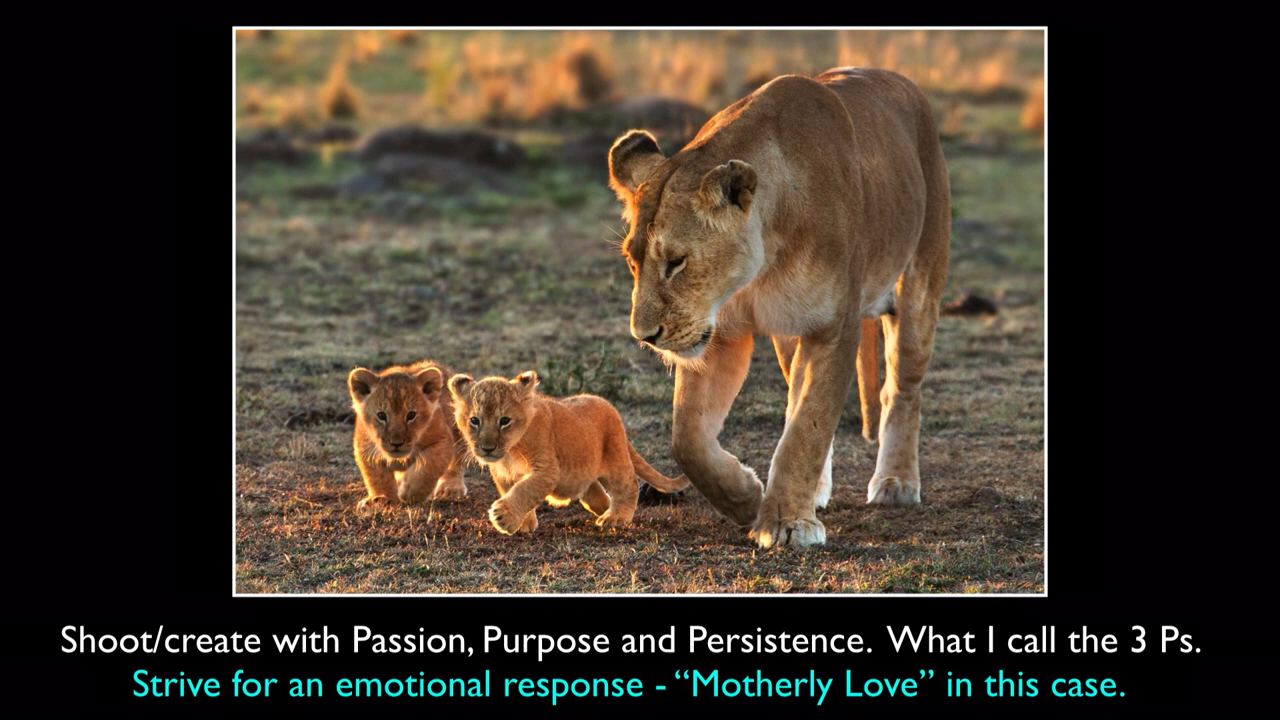 Shoot/create with Passion, Purpose and Persistence.  What I call the 3 Ps.
Strive for an emotional response - “Motherly Love” in this case.